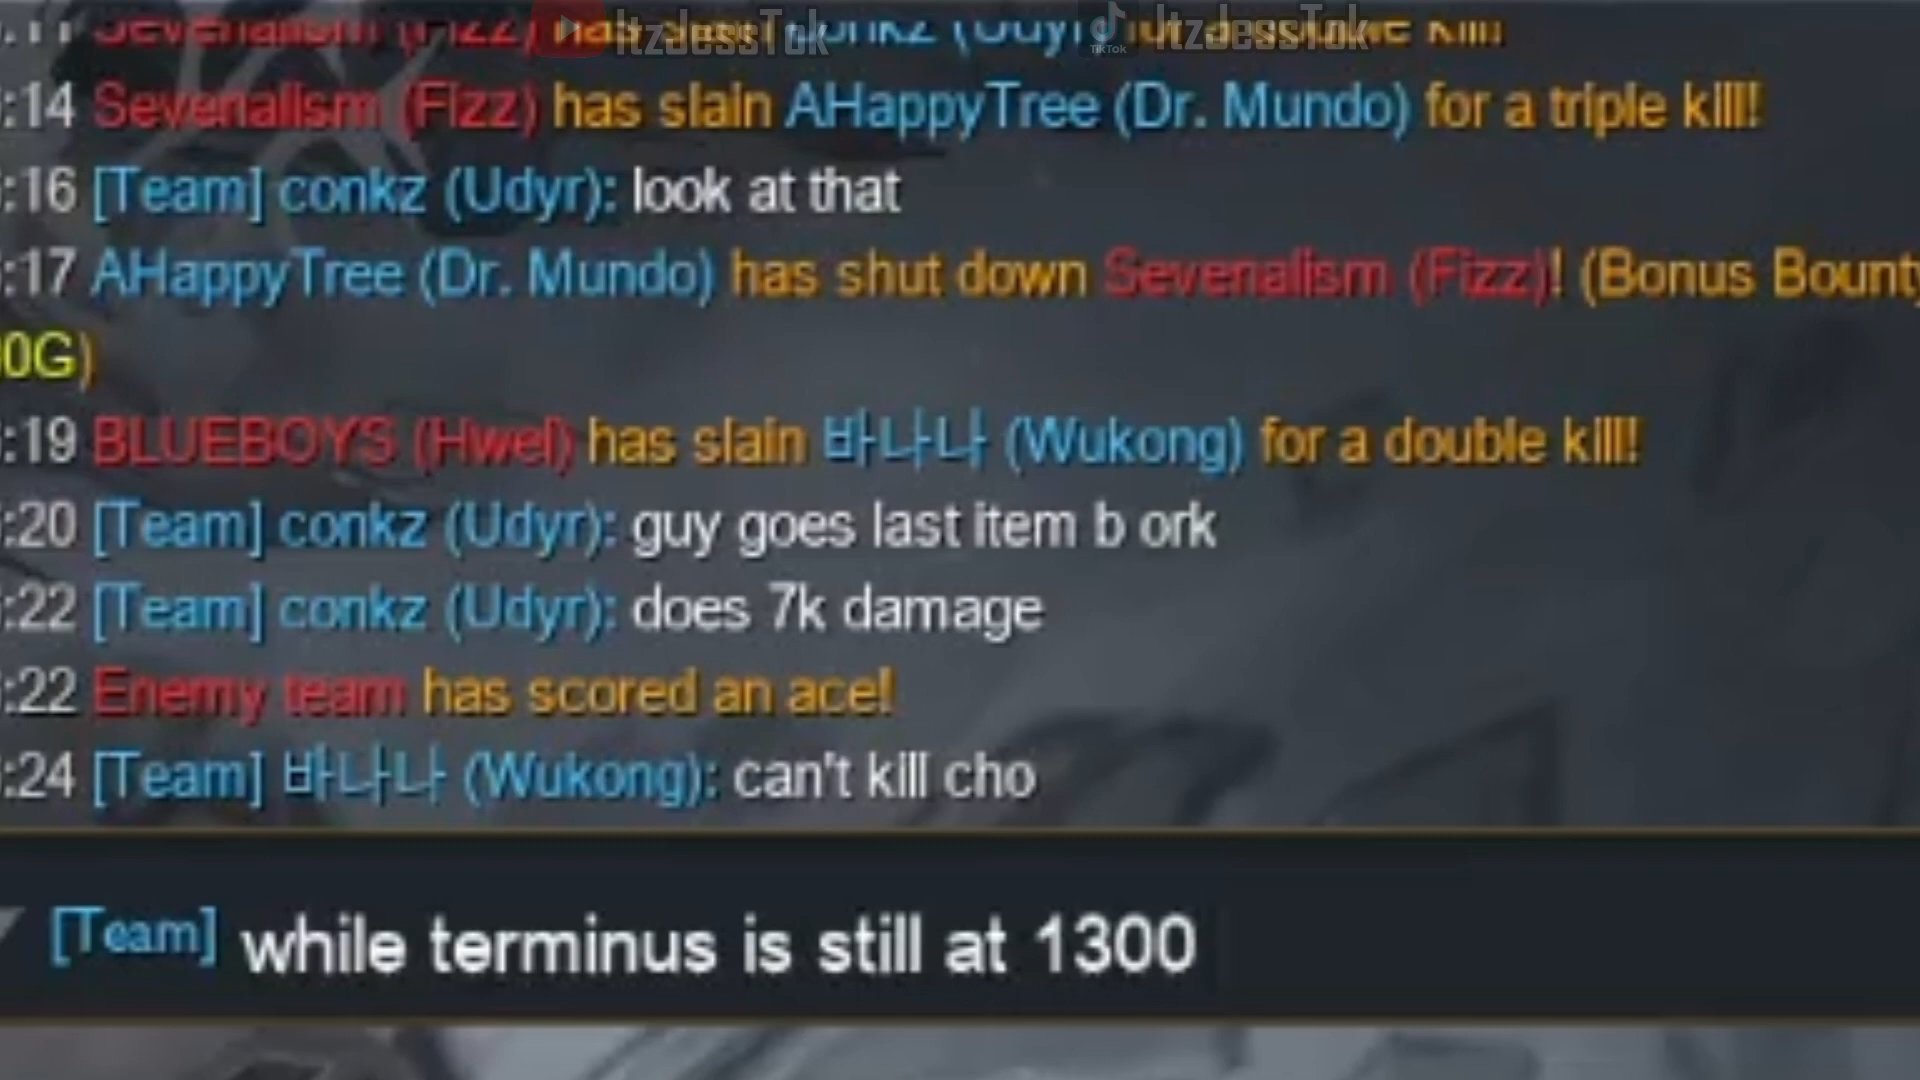 ItzJessTok TikTok ItzJessTok
:14 Sevenalism (Fizz) has slain AHappyTree (Dr. Mundo) for a triple kill!
:16 [Team] conkz (Udyr): look at that
:17 AHappyTree (Dr. Mundo) has shut down Sevenalism (Fizz)! (Bonus Bounty
0G)
:19 BLUEBOYS (Hwei) has slain 바나나 (Wukong) for a double kill!
:20 [Team] conkz (Udyr): guy goes last item b ork
:22 [Team] conkz (Udyr): does 7k damage
:22 Enemy team has scored an ace!
:24 [Team] 바나나 (Wukong): can't kill cho
[Team] while terminus is still at 1300